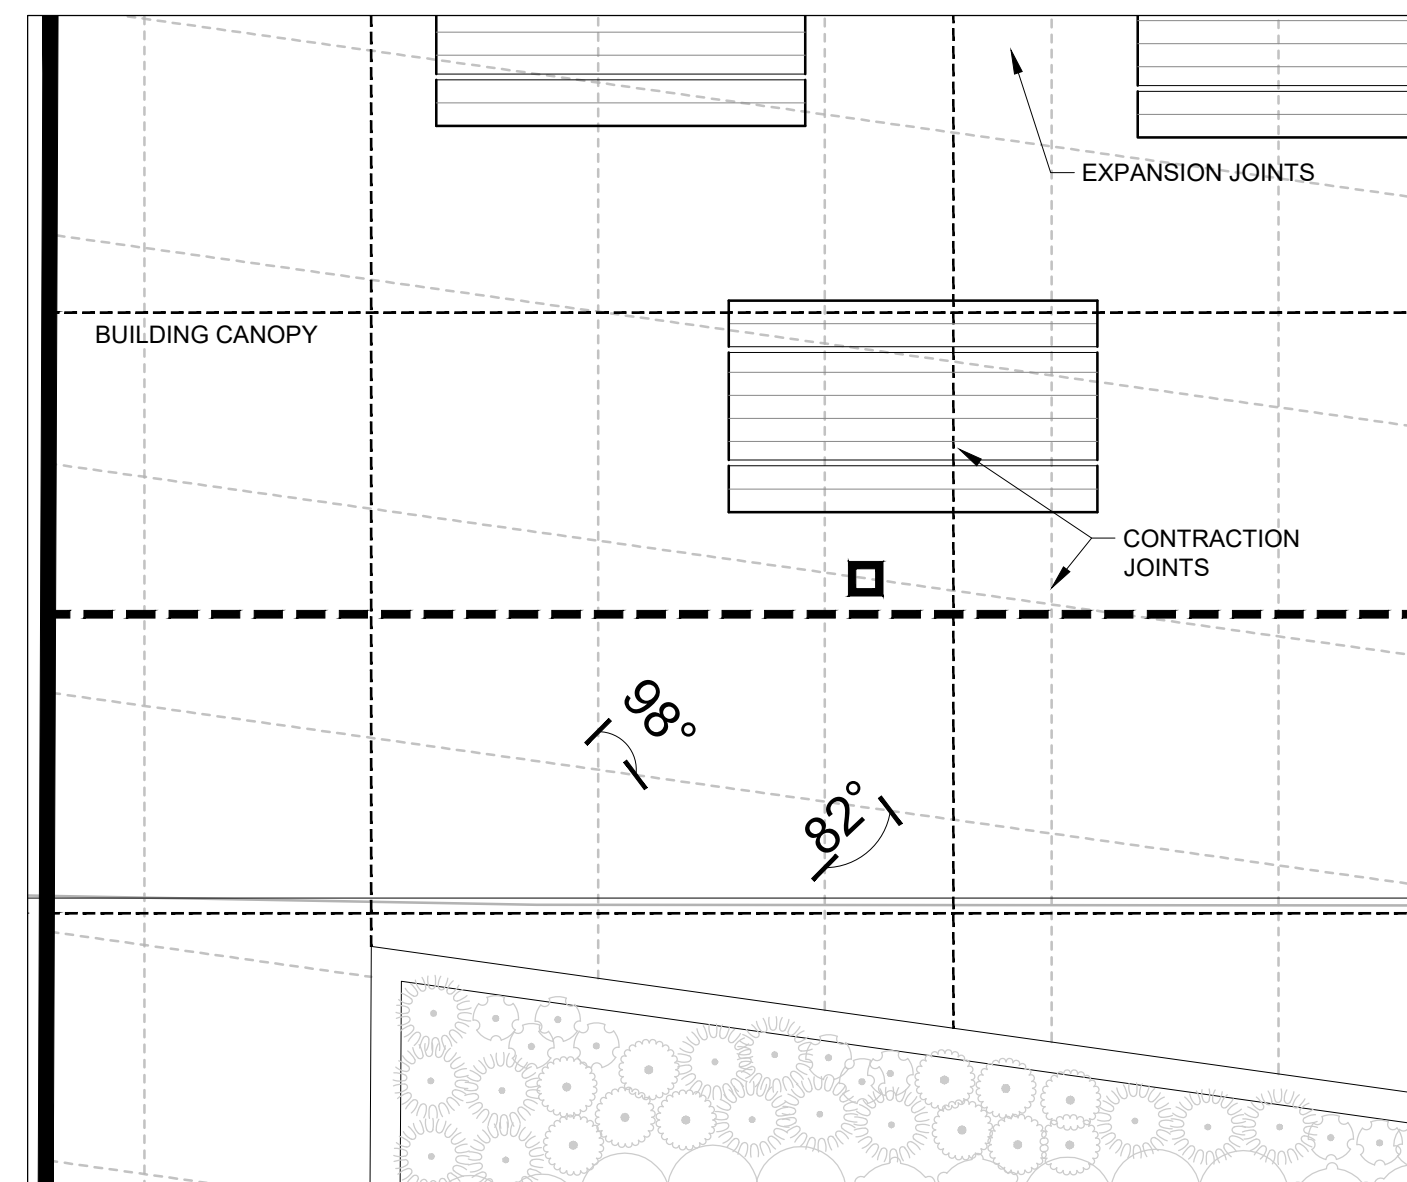 EXPANSION JOINTS
BUILDING CANOPY
CONTRACTION
JOINTS
98°
82°